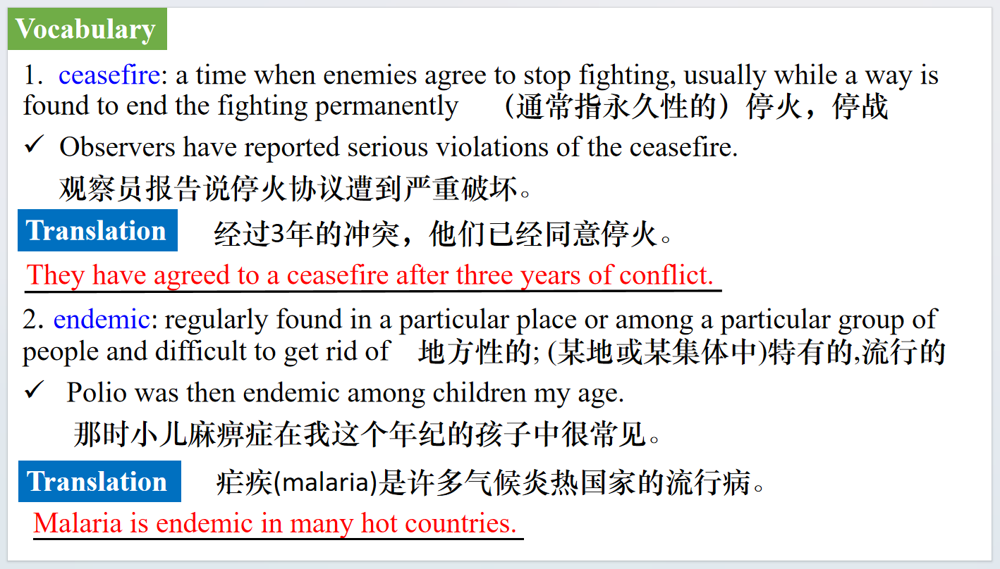 Vocabulary
1. ceasefire: a time when enemies agree to stop fighting, usually while a way is
found to end the fighting permanently （通常指永久性的）停火，停战
✓ Observers have reported serious violations of the ceasefire.
观察员报告说停火协议遭到严重破坏。
Translation 经过3年的冲突，他们已经同意停火。
They have agreed to a ceasefire after three years of conflict.
2. endemic: regularly found in a particular place or among a particular group of
people and difficult to get rid of 地方性的; (某地或某集体中)特有的,流行的
✓ Polio was then endemic among children my age.
那时小儿麻痹症在我这个年纪的孩子中很常见。
Translation 疟疾(malaria)是许多气候炎热国家的流行病。
Malaria is endemic in many hot countries.